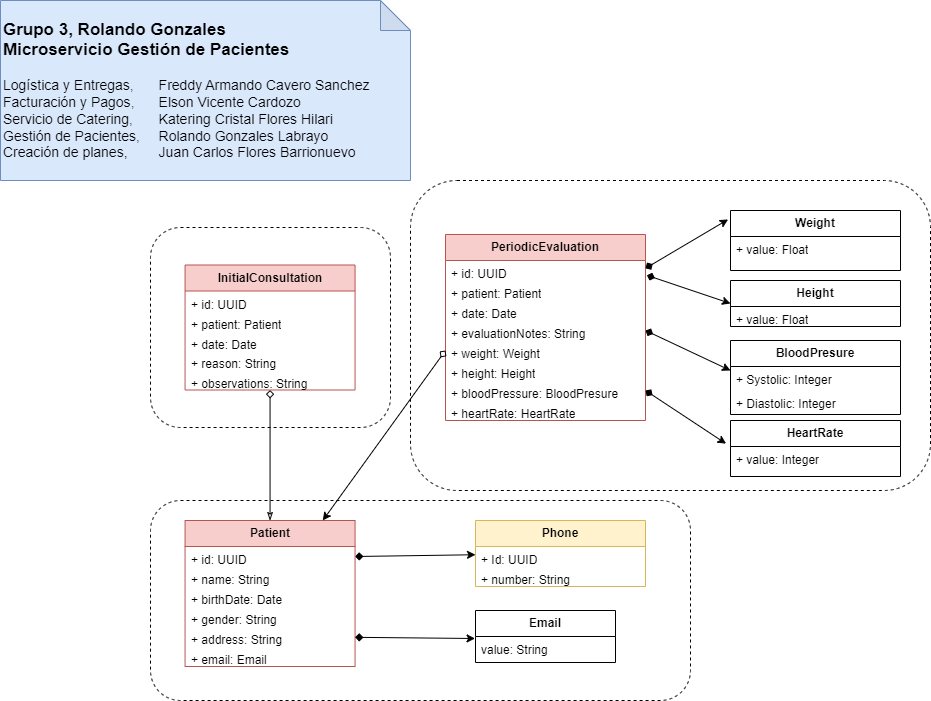 Grupo 3, Rolando Gonzales
Microservicio Gestión de Pacientes
Logística y Entregas, Freddy Armando Cavero Sanchez
Facturación y Pagos, Elson Vicente Cardozo
Servicio de Catering, Katering Cristal Flores Hilari
Gestión de Pacientes, Rolando Gonzales Labrayo
Creación de planes, Juan Carlos Flores Barrionuevo
InitialConsultation
+ id: UUID
+ patient: Patient
+ date: Date
+ reason: String
+ observations: String
PeriodicEvaluation
+ id: UUID
+ patient: Patient
+ date: Date
+ evaluationNotes: String
+ weight: Weight
+ height: Height
+ bloodPressure: BloodPresure
+ heartRate: HeartRate
Weight
+ value: Float
Height
+ value: Float
BloodPresure
+ Systolic: Integer
+ Diastolic: Integer
HeartRate
+ value: Integer
Patient
+ id: UUID
+ name: String
+ birthDate: Date
+ gender: String
+ address: String
+ email: Email
Phone
+ Id: UUID
+ number: String
Email
value: String